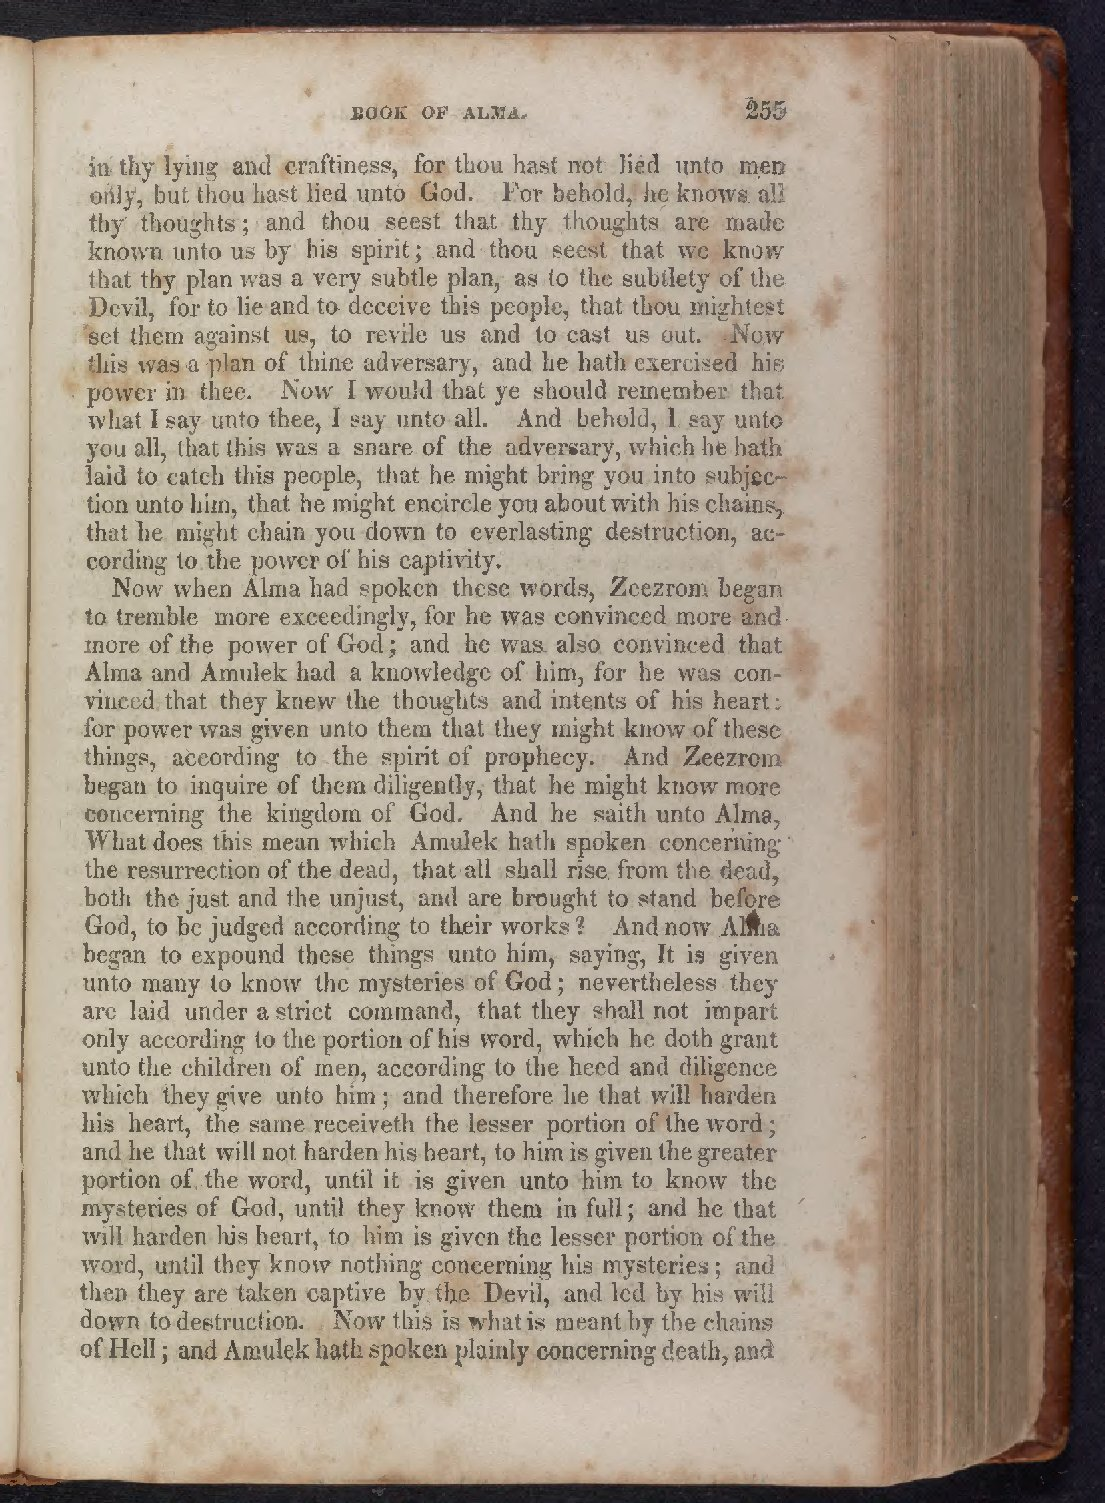 BOOK OF ALMA. 255
in thy lying and craftiness, for thou hast not lied unto men
only, but thou hast lied unto God. For behold, he knows all
thy thoughts; and thou seest that thy thoughts are made
known unto us by his spirit; and thou seest that we know
that thy plan was a very subtle plan, as to the subtlety of the
Devil, for to lie and to deceive this people, that thou mightest
set them against us, to revile us and to cast us out. Now
this was a plan of thine adversary, and he hath exercised his
power in thee. Now I would that ye should remember that
what I say unto thee, I say unto all. And behold, I say unto
you all, that this was a snare of the adversary, which he hath
laid to catch this people, that he might bring you into subjec-
tion unto him, that he might encircle you about with his chains,
that he might chain you down to everlasting destruction, ac-
cording to the power of his captivity.
Now when Alma had spoken these words, Zeezrom began
to tremble more exceedingly, for he was convinced more and
more of the power of God; and he was also convinced that
Alma and Amulek had a knowledge of him, for he was con-
vinced that they knew the thoughts and intents of his heart:
for power was given unto them that they might know of these
things, according to the spirit of prophecy. And Zeezrom
began to inquire of them diligently, that he might know more
concerning the kingdom of God. And he saith unto Alma,
What does this mean which Amulek hath spoken concerning
the resurrection of the dead, that all shall rise from the dead,
both the just and the unjust, and are brought to stand before
God, to be judged according to their works? And now Alma
began to expound these things unto him, saying, It is given
unto many to know the mysteries of God; nevertheless they
are laid under a strict command, that they shall not impart
only according to the portion of his word, which he doth grant
unto the children of men, according to the heed and diligence
which they give unto him; and therefore he that will harden
his heart, the same receiveth the lesser portion of the word;
and he that will not harden his heart, to him is given the greater
portion of the word, until it is given unto him to know the
mysteries of God, until they know them in full; and he that
will harden his heart, to him is given the lesser portion of the
word, until they know nothing concerning his mysteries; and
then they are taken captive by the Devil, and led by his will
down to destruction. Now this is what is meant by the chains
of Hell; and Amulek hath spoken plainly concerning death, and